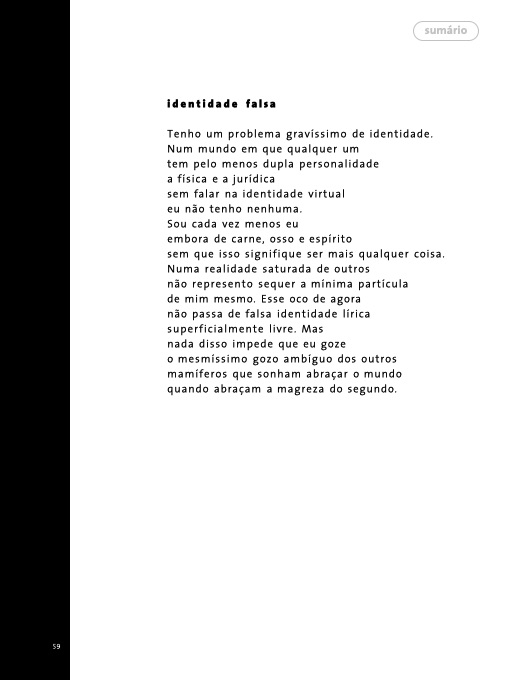 sumário
identidade falsa
Tenho um problema gravíssimo de identidade.
Num mundo em que qualquer um
tem pelo menos dupla personalidade
a física e a jurídica
sem falar na identidade virtual
eu não tenho nenhuma.
Sou cada vez menos eu
embora de carne, osso e espírito
sem que isso signifique ser mais qualquer coisa.
Numa realidade saturada de outros
não represento sequer a mínima partícula
de mim mesmo. Esse oco de agora
não passa de falsa identidade lírica
superficialmente livre. Mas
nada disso impede que eu goze
o mesmíssimo gozo ambíguo dos outros
mamíferos que sonham abraçar o mundo
quando abraçam a magreza do segundo.
59